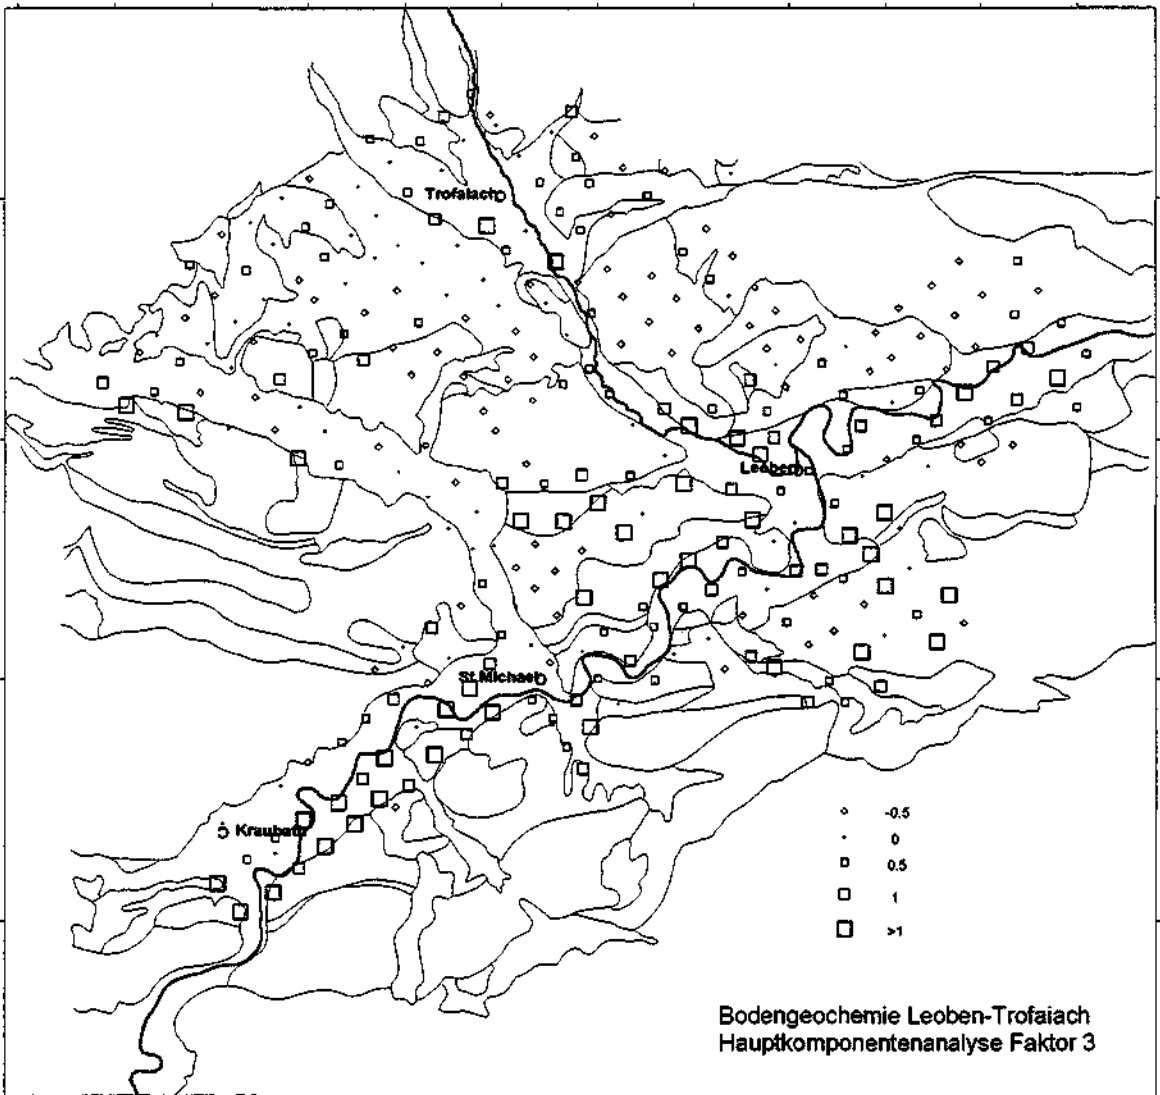 Trofaiach
Leoben
St.Michael
Kraubath
-0.5
0
0.5
1
>1
Bodengeochemie Leoben-Trofaiach
Hauptkomponentenanalyse Faktor 3